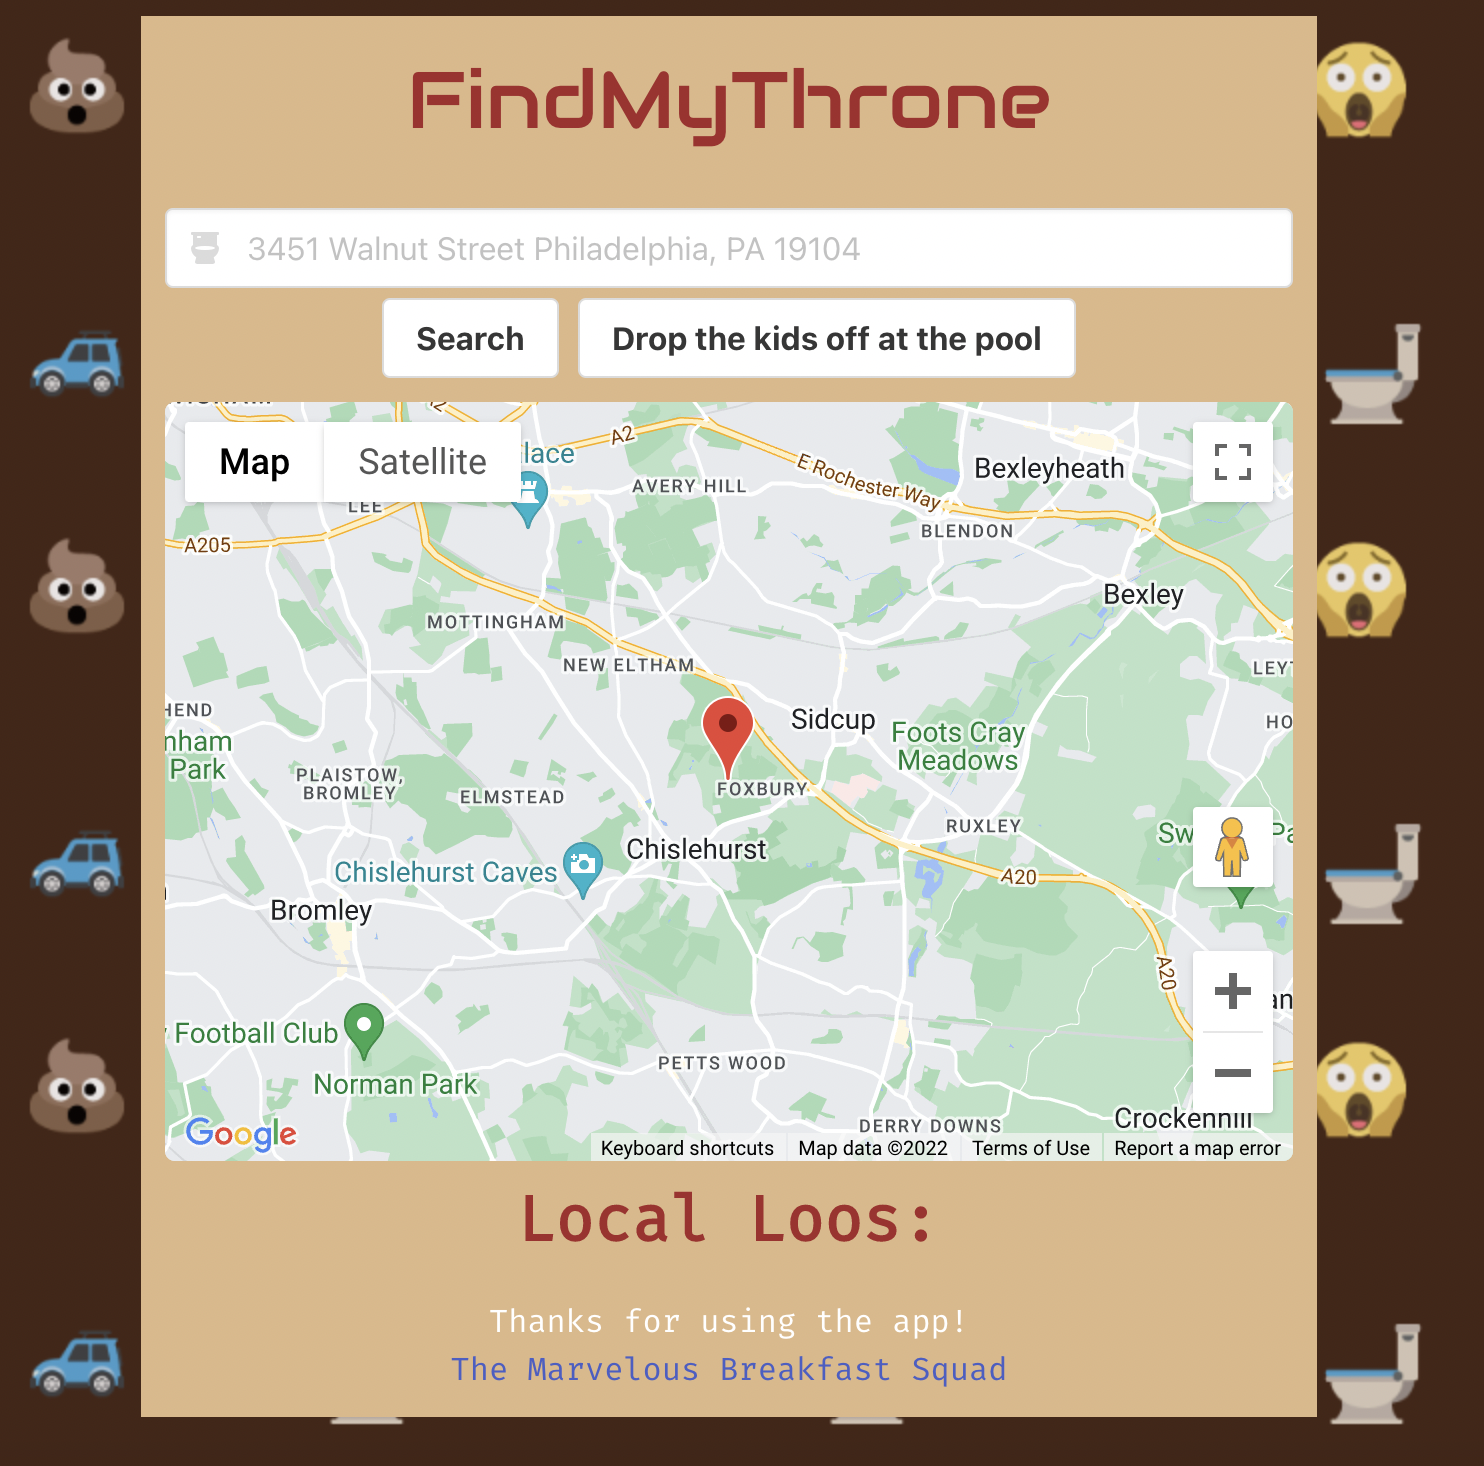 FindMyThrone
3451 Walnut Street Philadelphia, PA 19104
Search
Drop the kids off at the pool
Map
Satellite
lace
A2
AVERY HILL
E Rochester Way
Bexleyheath
LEE
BLENDON
A205
Bexley
MOTTINGHAM
NEW ELTHAM
LEYT
HEND
Sidcup
HO
nham
Park
Foots Cray
Meadows
PLAISTOW,
BROMLEY
ELMSTEAD
FOXBURY
RUXLEY
Sw
Pa
Chislehurst
Chislehurst Caves
A20
Bromley
A20
an
Football Club
PETTS WOOD
Norman Park
DERRY DOWNS
Crockenhill
Google
Keyboard shortcuts
Map data ©2022
Terms of Use
Report a map error
Local Loos:
Thanks for using the app!
The Marvelous Breakfast Squad